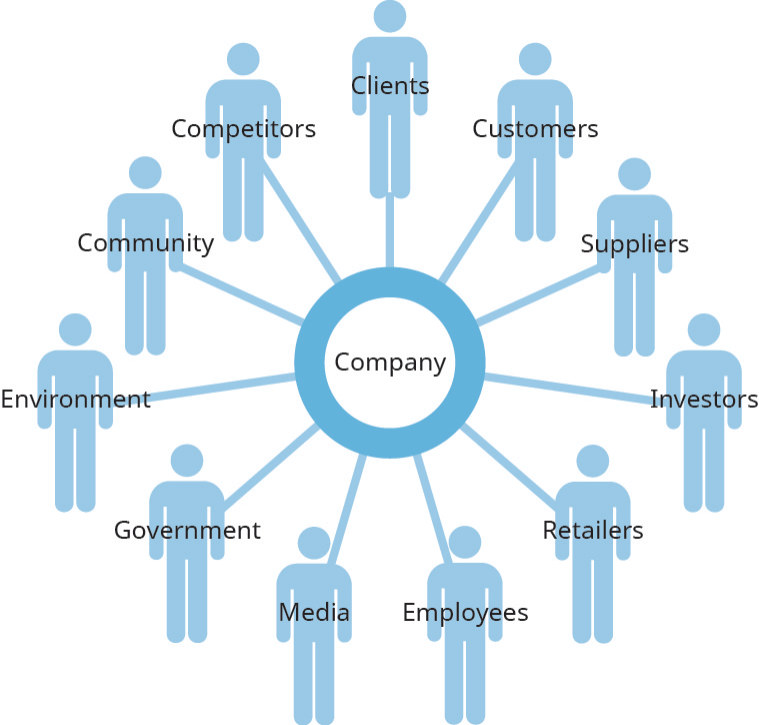 Clients
Competitors
Customers
Community
Suppliers
Company
Environment
Investors
Government
Retailers
Media
Employees